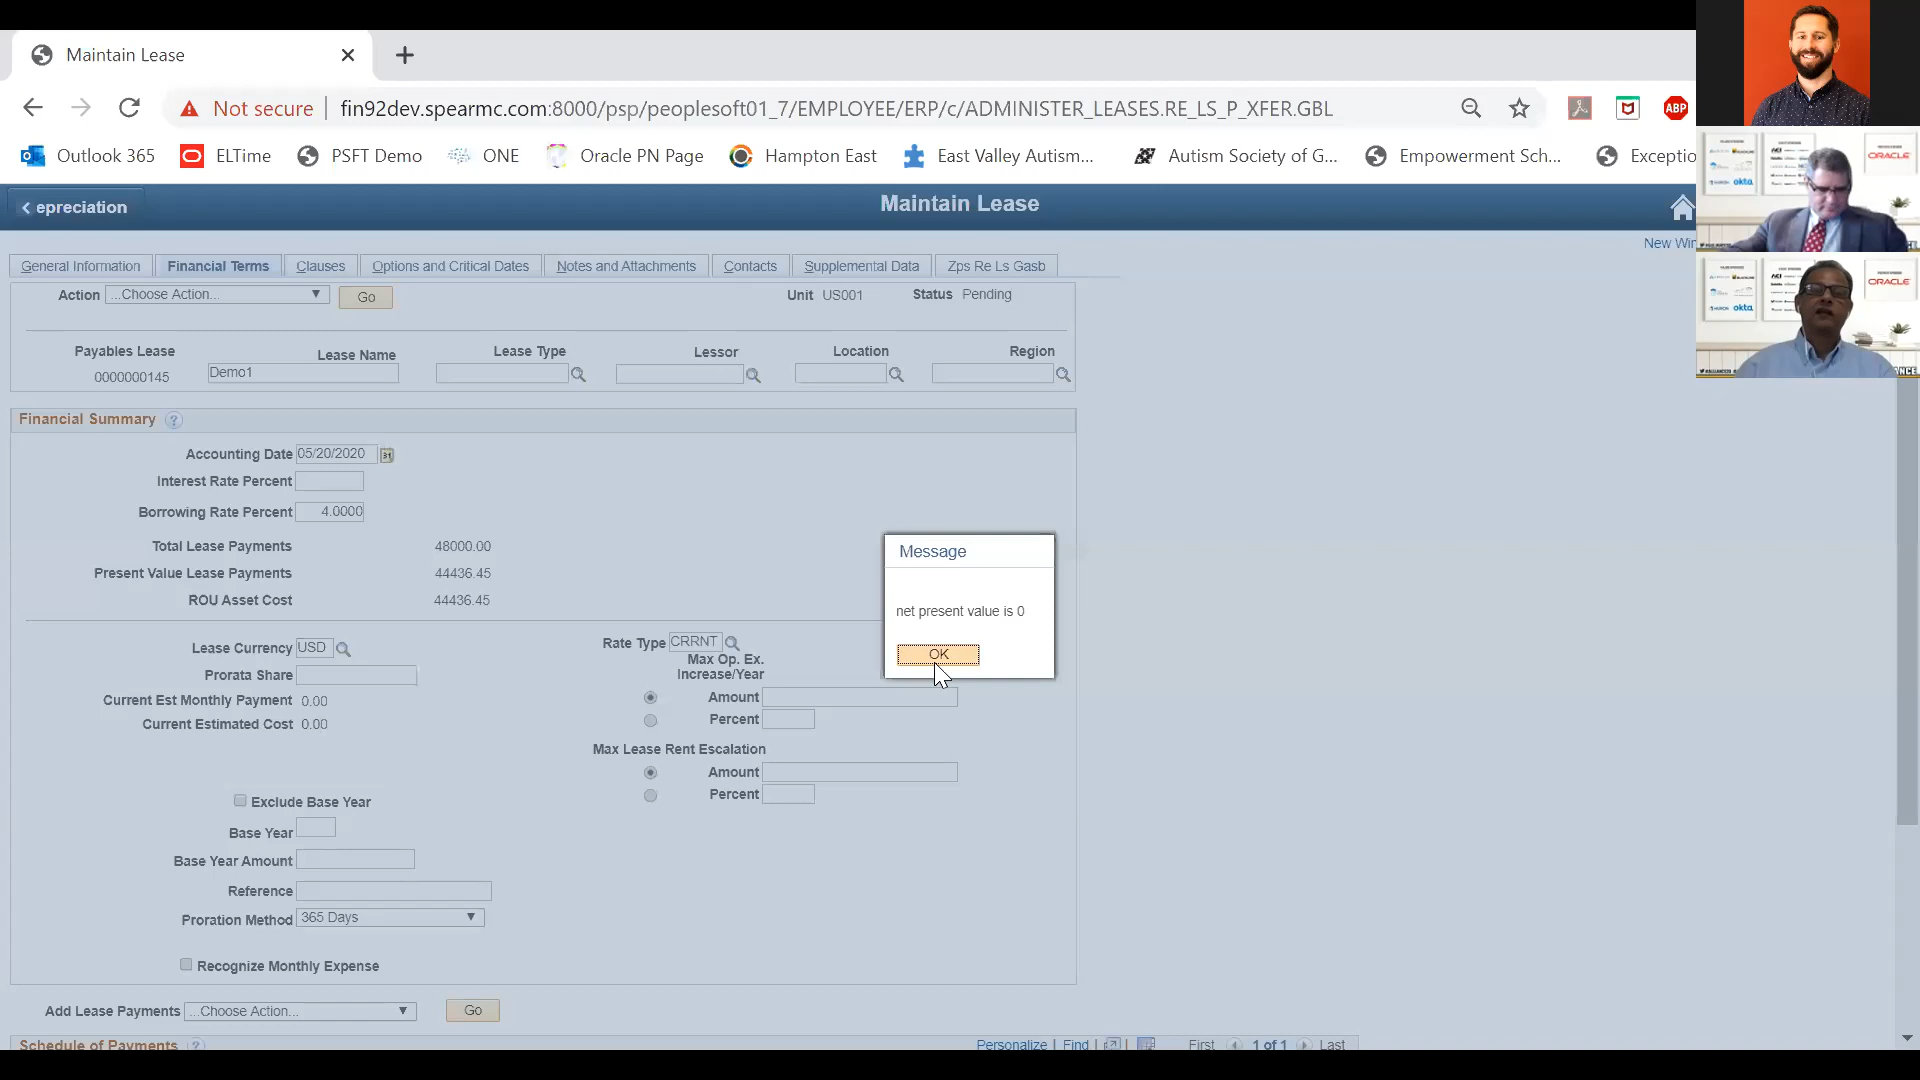 Maintain Lease
Not secure | fin92dev.spearmc.com:8000/psp/peoplesoft01_7/EMPLOYEE/ERP/c/ADMINISTER_LEASES.RE_LS_P_XFER.GBL
ABP
Outlook 365 ELTime PSFT Demo ONE Oracle PN Page Hampton East East Valley Autism... Autism Society of G... Empowerment Sch... Exceptio
ORACLE
okta
epreciation
Maintain Lease
New Win
General Information Financial Terms Clauses Options and Critical Dates Notes and Attachments Contacts Supplemental Data Zps Re Ls Gasb
Action ...Choose Action... Go Unit US001 Status Pending
ORACLE
okta
Payables Lease Lease Name Lease Type Lessor Location Region
0000000145 Demo1
Financial Summary
Accounting Date 05/20/2020
Interest Rate Percent
Borrowing Rate Percent 4.0000
Total Lease Payments 48000.00
Present Value Lease Payments 44436.45
ROU Asset Cost 44436.45
Message
net present value is 0
OK
Lease Currency USD
Rate Type CRRNT
Prorata Share
Max Op. Ex.
Increase/Year
Current Est Monthly Payment 0.00
Amount
Current Estimated Cost 0.00
Percent
Max Lease Rent Escalation
Amount
Percent
Exclude Base Year
Base Year
Base Year Amount
Reference
Proration Method 365 Days
Recognize Monthly Expense
Add Lease Payments ...Choose Action... Go
Schedule of Payments Personalize | Find | First 1 of 1 Last